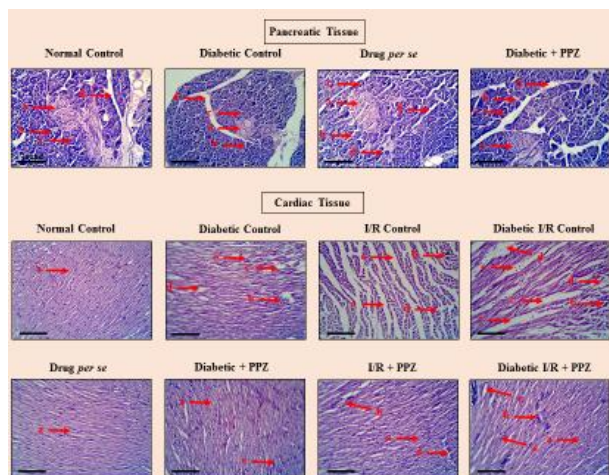 Pancreatic Tissue
Normal Control Diabetic Control Drug per se Diabetic + PPZ
Cardiac Tissue
Normal Control Diabetic Control I/R Control Diabetic I/R Control
Drug per se Diabetic + PPZ I/R + PPZ Diabetic I/R + PPZ